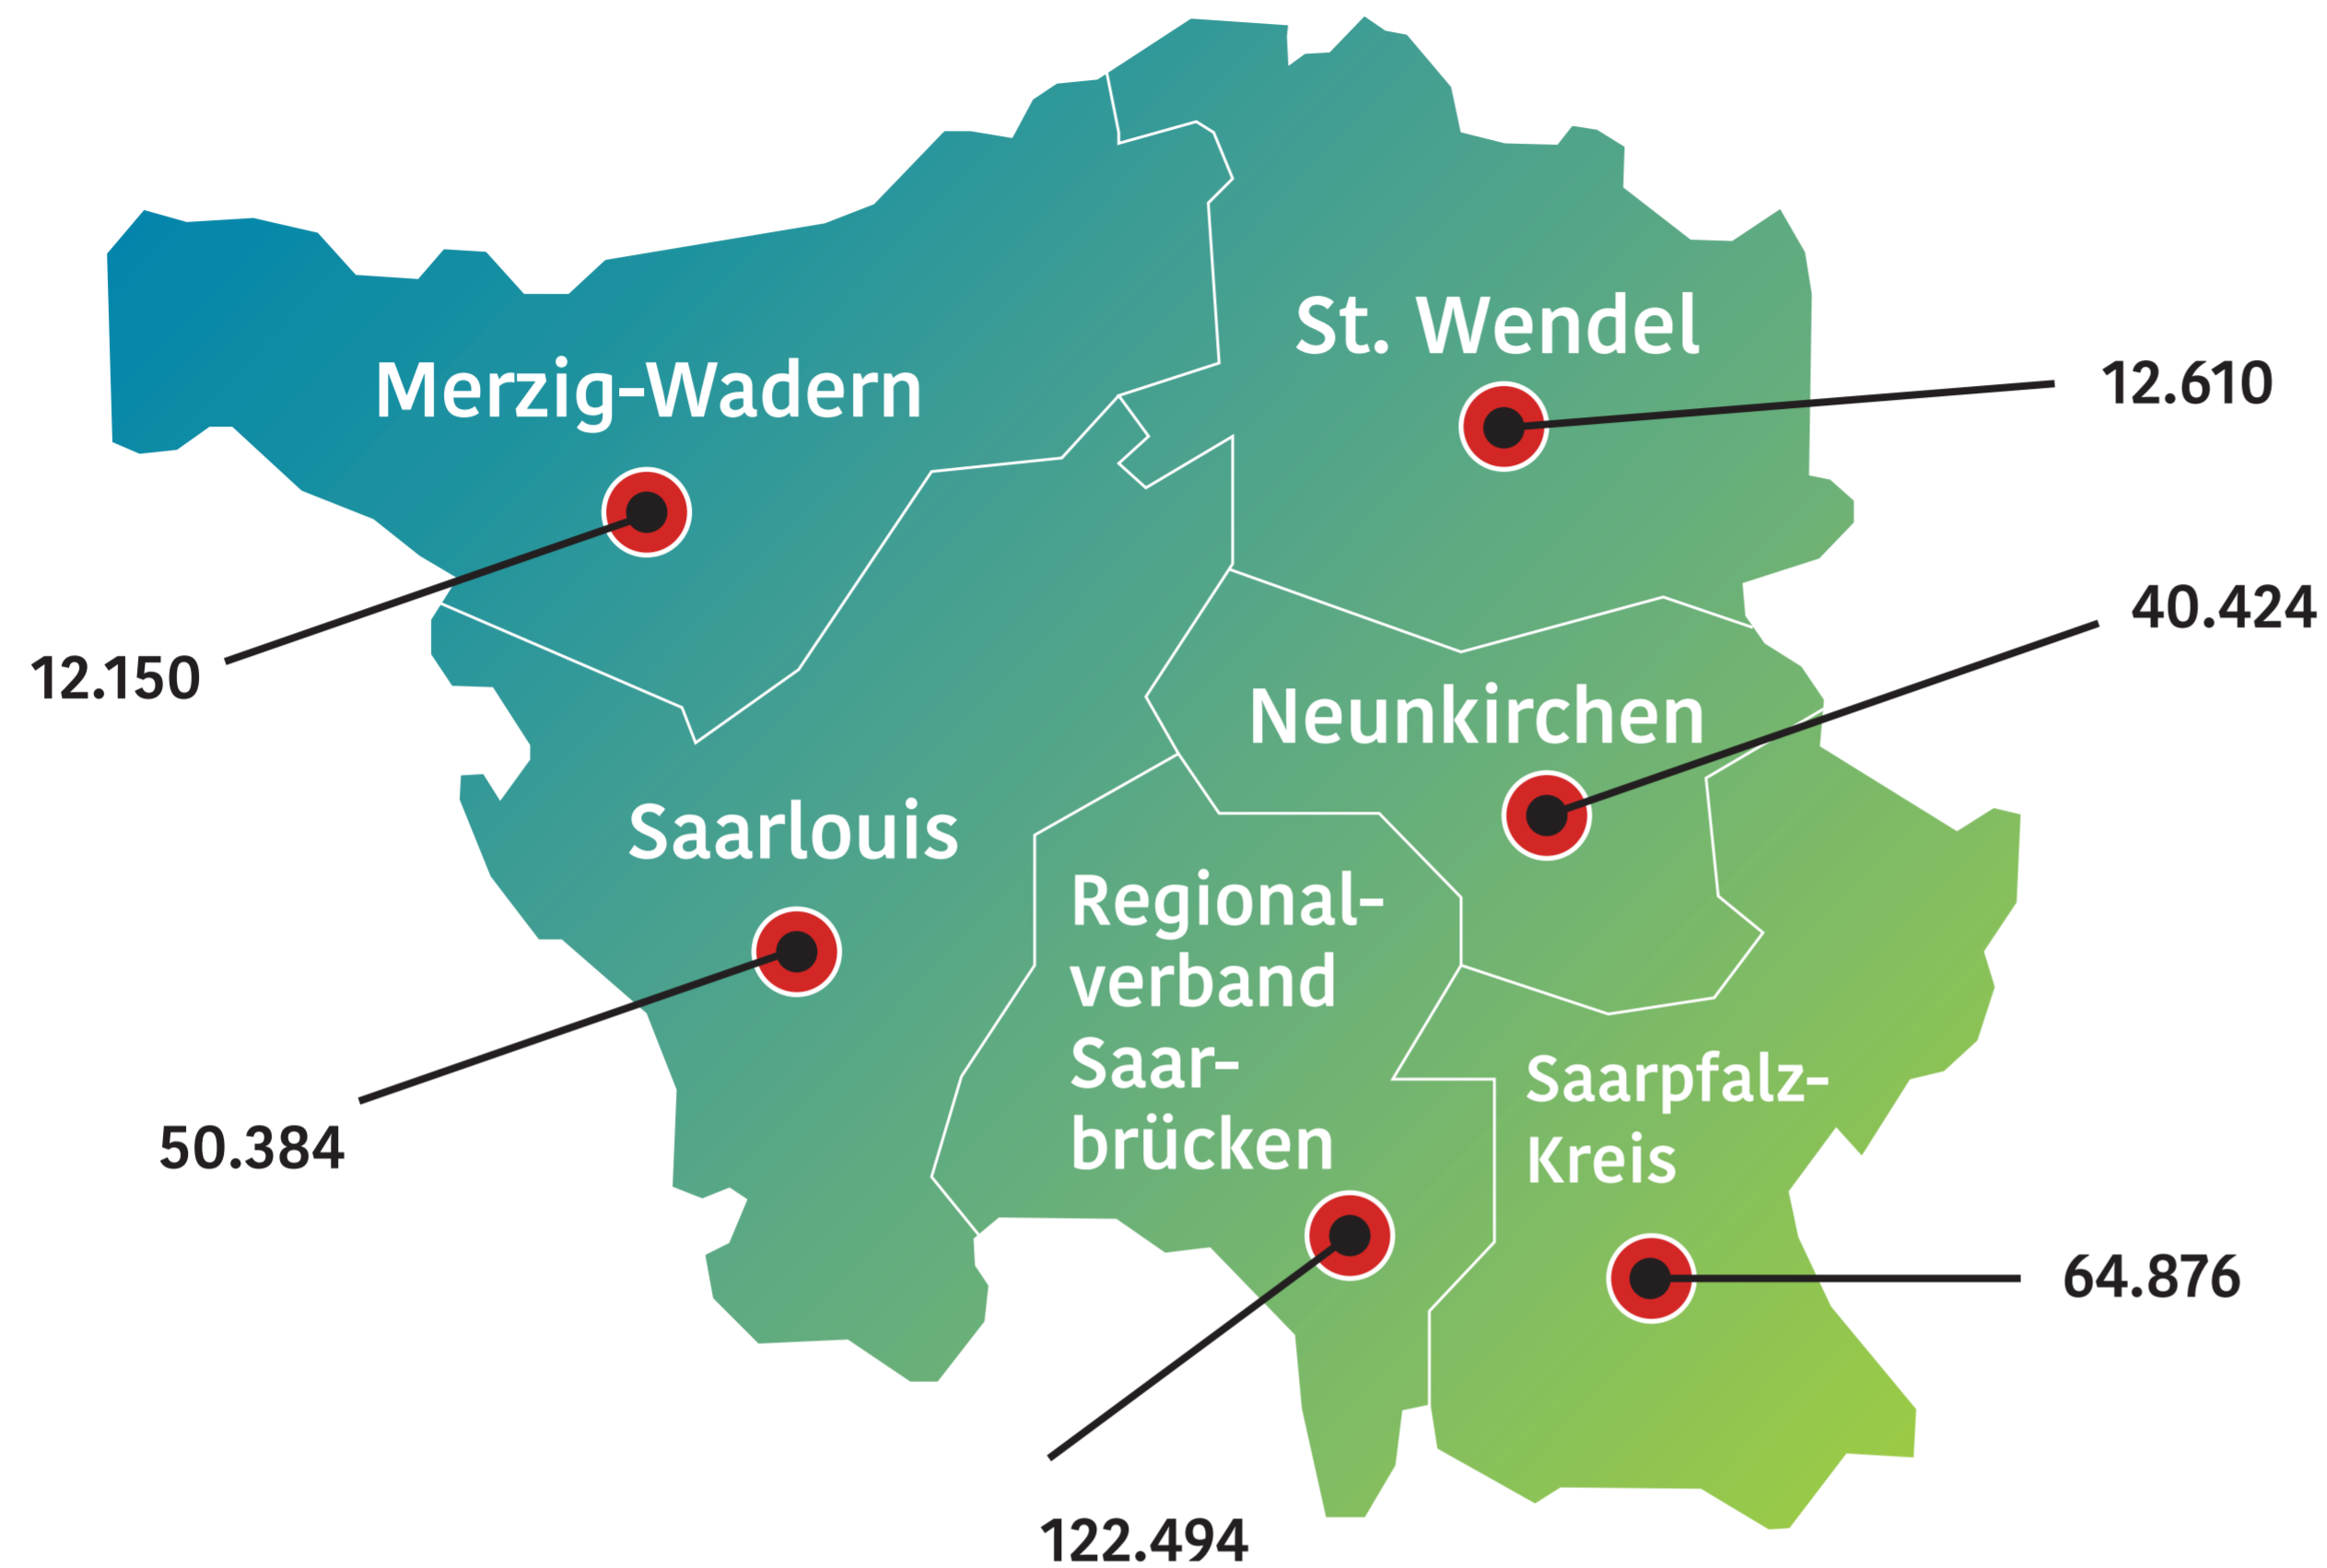 St. Wendel
Merzig-Wadern
12.610
40.424
12.150
Neunkirchen
Saarlouis
Regional-
verband
Saar-
brücken
Saarpfalz-
Kreis
50.384
64.876
122.494